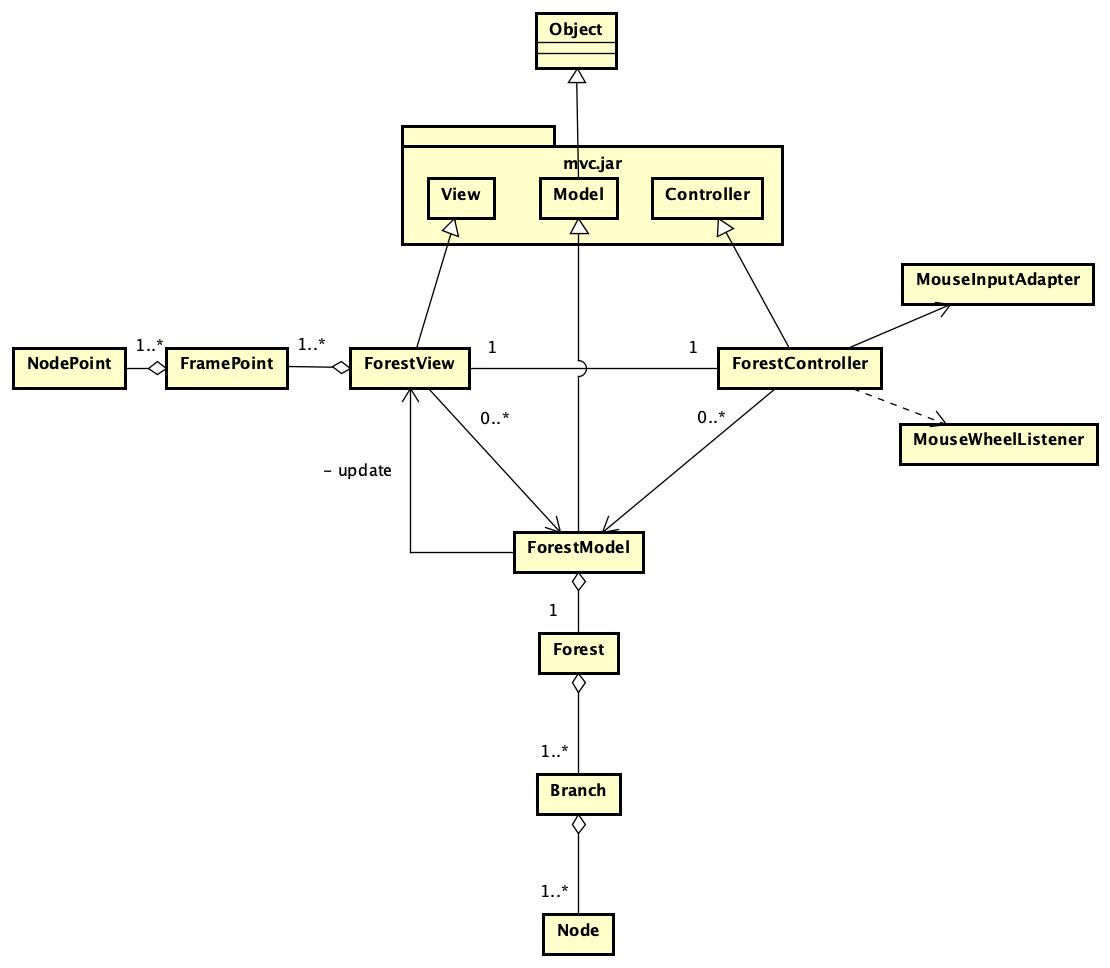 Object
mvc.jar
View
Model
Controller
MouseInputAdapter
1..*
1..*
1
1
NodePoint
FramePoint
ForestView
ForestController
0..*
0..*
MouseWheelListener
- update
ForestModel
1
Forest
1..*
Branch
1..*
Node